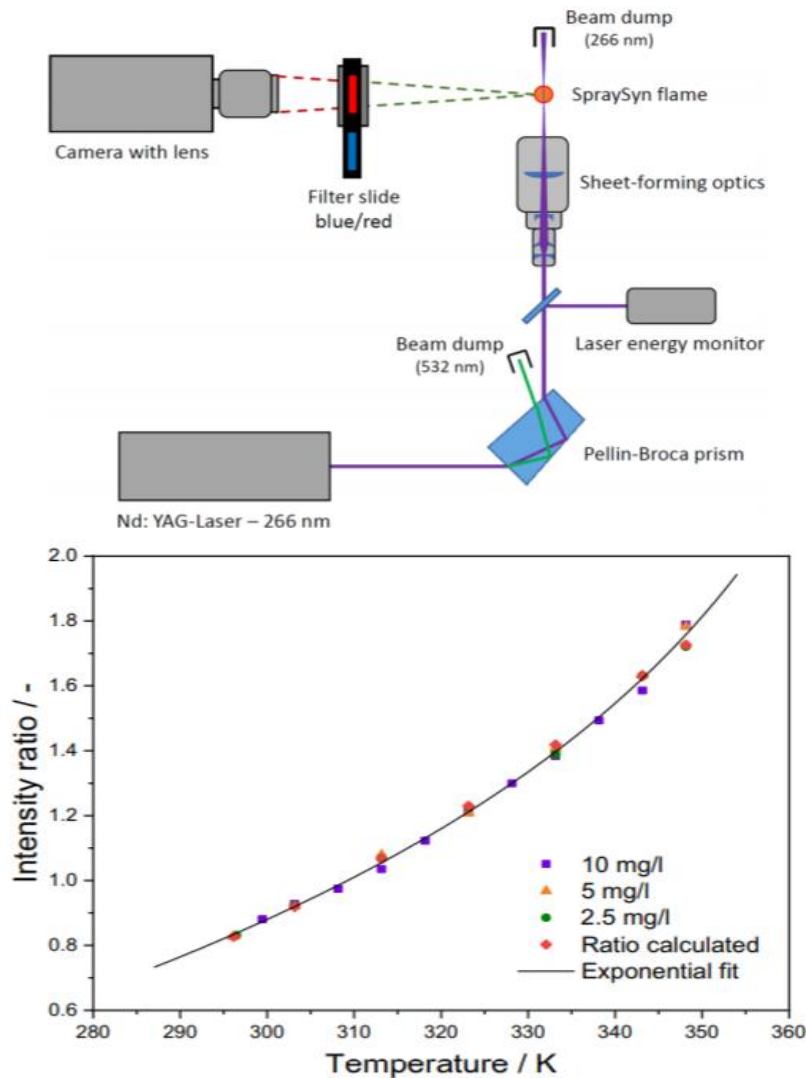 Beam dump
(266 nm)
SpraySyn flame
Camera with lens
Filter slide
blue/red
Sheet-forming optics
Laser energy monitor
Beam dump
(532 nm)
Pellin-Broca prism
Nd: YAG-Laser – 266 nm
2.0
1.8
1.6
1.4
1.2
1.0
0.8
0.6
Intensity ratio / -
10 mg/l
5 mg/l
2.5 mg/l
Ratio calculated
Exponential fit
280 290 300 310 320 330 340 350 360
Temperature / K